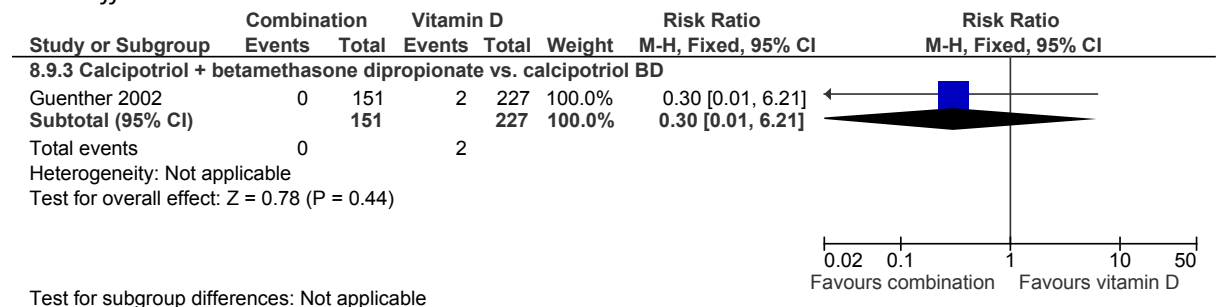 Combination Vitamin D Risk Ratio Risk Ratio
Study or Subgroup Events Total Events Total Weight M-H, Fixed, 95% CI M-H, Fixed, 95% CI
8.9.3 Calcipotriol + betamethasone dipropionate vs. calcipotriol BD
Guenther 2002 0 151 2 227 100.0% 0.30 [0.01, 6.21]
Subtotal (95% CI) 151 227 100.0% 0.30 [0.01, 6.21]
Total events 0 2
Heterogeneity: Not applicable
Test for overall effect: Z = 0.78 (P = 0.44)
0.02 0.1 1 10 50
Favours combination Favours vitamin D
Test for subgroup differences: Not applicable